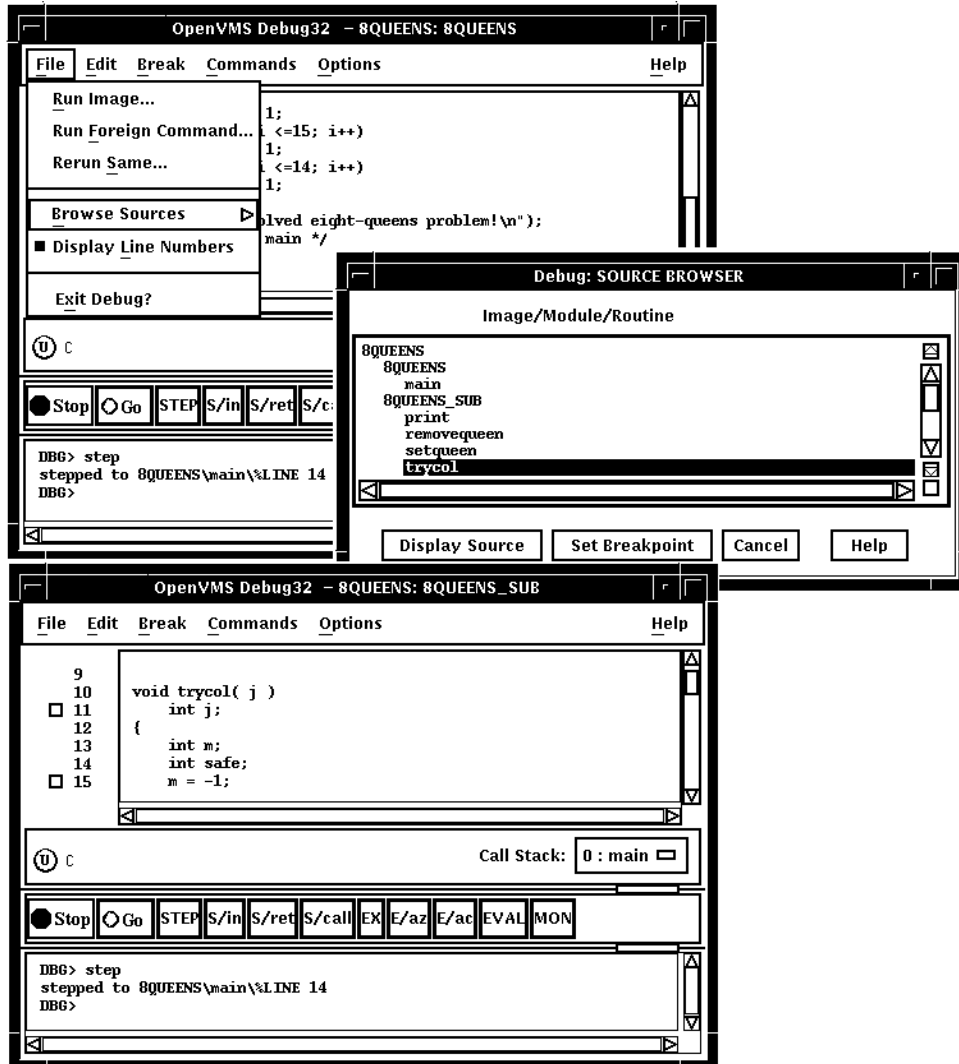 OpenVMS Debug32 – 8QUEENS: 8QUEENS
File Edit Break Commands Options Help
Run Image...
Run Foreign Command...
Rerun Same...
Browse Sources
Display Line Numbers
Exit Debug?
1;
i <=15; i++)
1;
i <=14; i++)
1;
olved eight-queens problem!\n");
main */
U C
Stop Go STEP S/in S/ret S/c
DBG> step
stepped to 8QUEENS\main\%LINE 14
DBG>
Debug: SOURCE BROWSER
Image/Module/Routine
8QUEENS
8QUEENS
main
8QUEENS_SUB
print
removequeen
setqueen
trycol
Display Source Set Breakpoint Cancel Help
OpenVMS Debug32 – 8QUEENS: 8QUEENS_SUB
File Edit Break Commands Options Help
9
10 void trycol( j )
11 int j;
12 {
13 int m;
14 int safe;
15 m = -1;
U C Call Stack: 0 : main
Stop Go STEP S/in S/ret S/call EX E/az E/ac EVAL MON
DBG> step
stepped to 8QUEENS\main\%LINE 14
DBG>